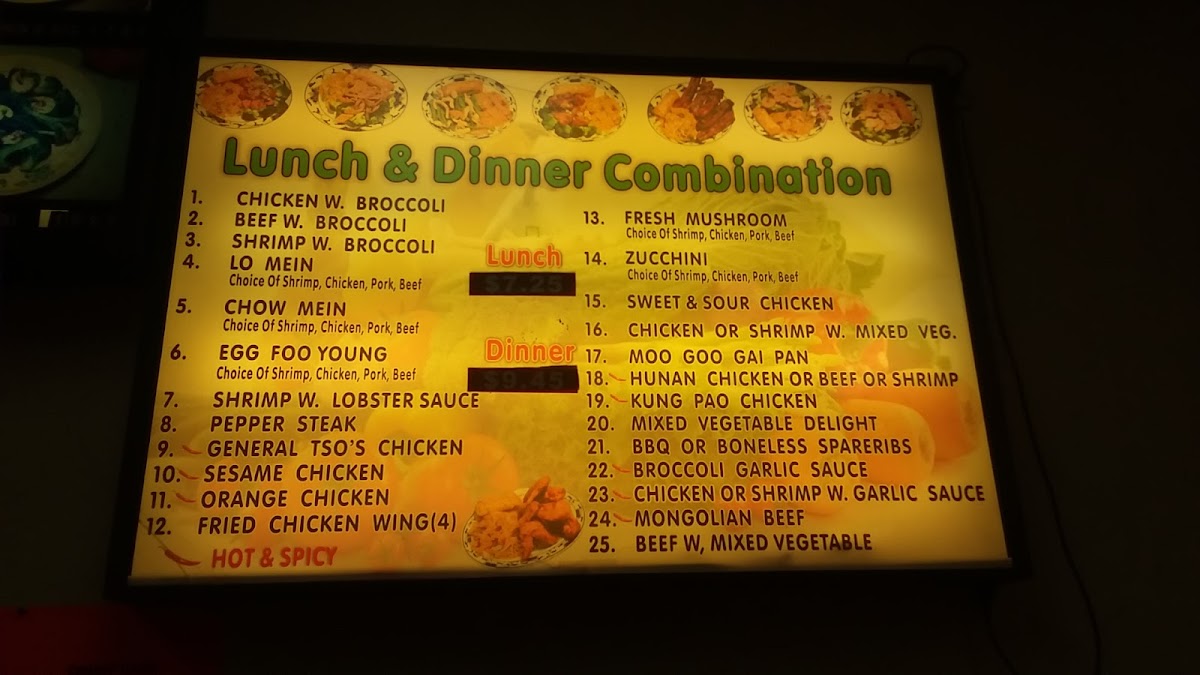 Lunch & Dinner Combination
1. CHICKEN W. BROCCOLI
2. BEEF W. BROCCOLI
3. SHRIMP W. BROCCOLI
4. LO MEIN
Choice Of Shrimp, Chicken, Pork, Beef
5. CHOW MEIN
Choice Of Shrimp, Chicken, Pork, Beef
6. EGG FOO YOUNG
Choice Of Shrimp, Chicken, Pork, Beef
7. SHRIMP W. LOBSTER SAUCE
8. PEPPER STEAK
9. GENERAL TSO'S CHICKEN
10. SESAME CHICKEN
11. ORANGE CHICKEN
12. FRIED CHICKEN WING(4)
HOT & SPICY
Lunch
$7.25
Dinner
$9.45
13. FRESH MUSHROOM
Choice Of Shrimp, Chicken, Pork, Beef
14. ZUCCHINI
Choice Of Shrimp, Chicken, Pork, Beef
15. SWEET & SOUR CHICKEN
16. CHICKEN OR SHRIMP W. MIXED VEG.
17. MOO GOO GAI PAN
18. HUNAN CHICKEN OR BEEF OR SHRIMP
19. KUNG PAO CHICKEN
20. MIXED VEGETABLE DELIGHT
21. BBQ OR BONELESS SPARERIBS
22. BROCCOLI GARLIC SAUCE
23. CHICKEN OR SHRIMP W. GARLIC SAUCE
24. MONGOLIAN BEEF
25. BEEF W, MIXED VEGETABLE